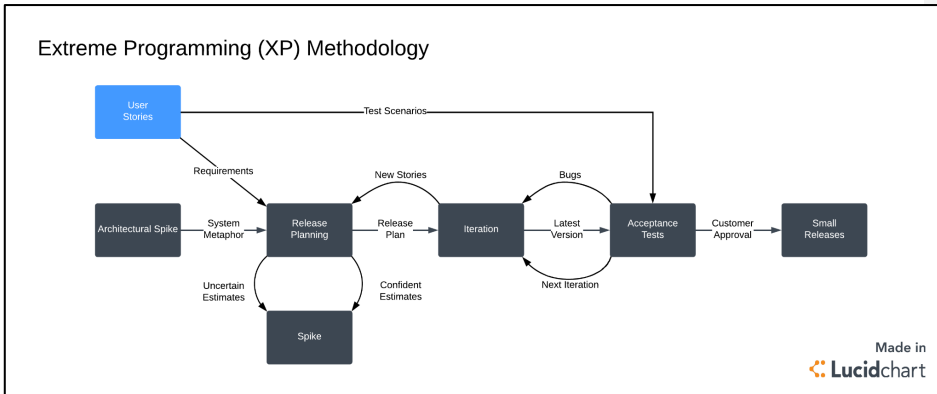 Extreme Programming (XP) Methodology
User
Stories
Test Scenarios
Requirements
New Stories
Bugs
Architectural Spike
System
Metaphor
Release
Planning
Release
Plan
Iteration
Latest
Version
Acceptance
Tests
Customer
Approval
Small
Releases
Uncertain
Estimates
Confident
Estimates
Next Iteration
Spike
Made in
Lucidchart